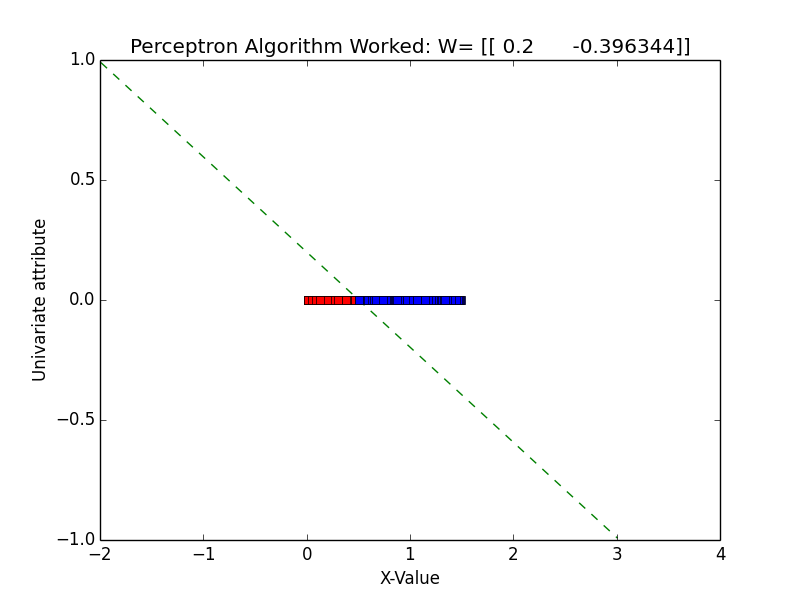 Perceptron Algorithm Worked: W= [[ 0.2 -0.396344]]
1.0
0.5
0.0
−0.5
−1.0
Univariate attribute
−2 −1 0 1 2 3 4
X-Value